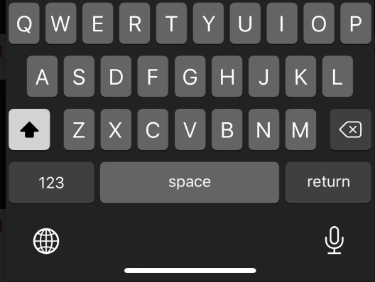 Q W E R T Y U I O P
A S D F G H J K L
Z X C V B N M
123 space return